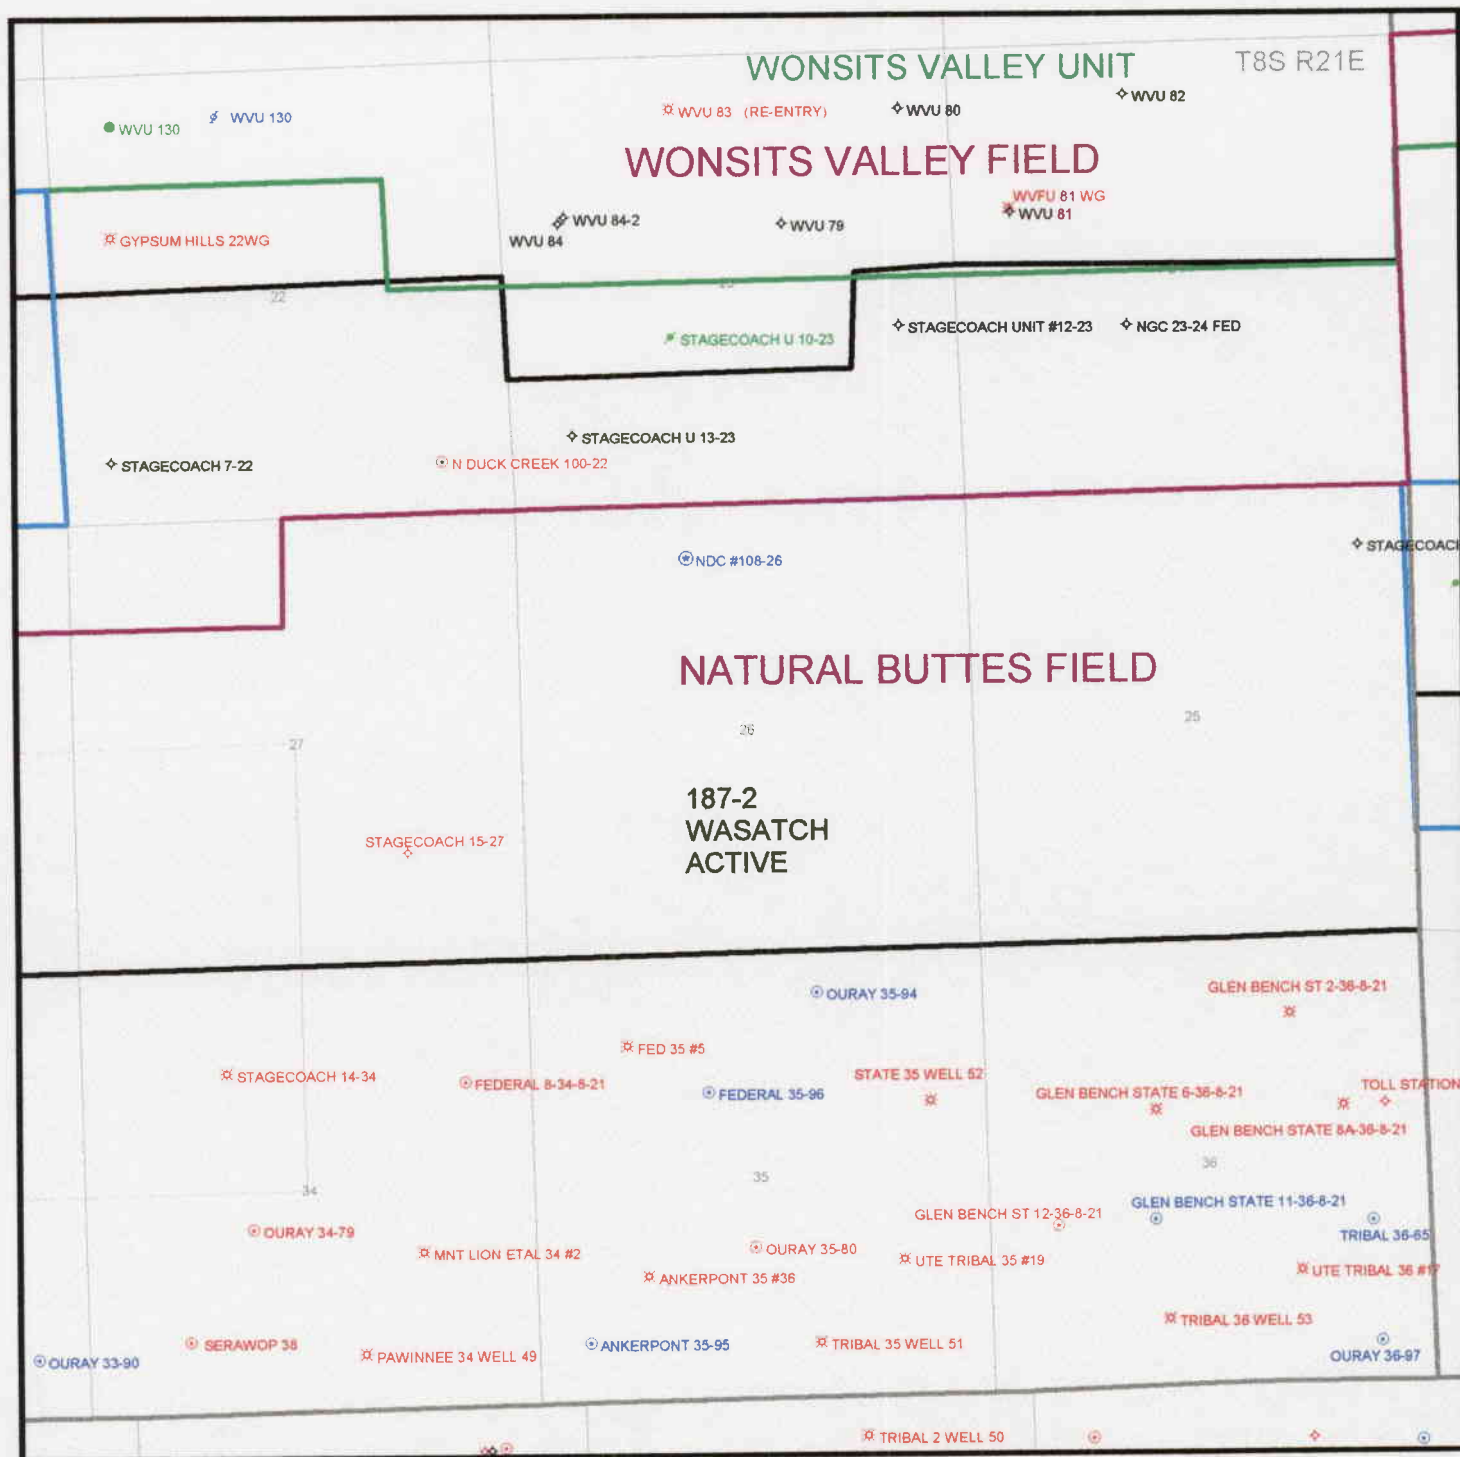 WONSITS VALLEY UNIT
T8S R21E
WVU 130
WVU 130
WVU 83 (RE-ENTRY)
WVU 80
WVU 82
WONSITS VALLEY FIELD
WVFU 81 WG
WVU 81
GYPSUM HILLS 22WG
WVU 84-2
WVU 84
WVU 79
22
STAGECOACH U 10-23
STAGECOACH UNIT #12-23
NGC 23-24 FED
STAGECOACH U 13-23
STAGECOACH 7-22
N DUCK CREEK 100-22
NDC #108-26
STAGECOACH
NATURAL BUTTES FIELD
27
26
25
187-2
WASATCH
ACTIVE
STAGECOACH 15-27
OURAY 35-94
GLEN BENCH ST 2-36-8-21
FED 35 #5
STAGECOACH 14-34
FEDERAL 8-34-8-21
FEDERAL 35-96
STATE 35 WELL 52
GLEN BENCH STATE 6-36-8-21
TOLL STATION
GLEN BENCH STATE 8A-36-8-21
34
35
36
GLEN BENCH ST 12-36-8-21
GLEN BENCH STATE 11-36-8-21
TRIBAL 36-65
OURAY 34-79
MNT LION ETAL 34 #2
OURAY 35-80
UTE TRIBAL 35 #19
UTE TRIBAL 36 #17
ANKERPONT 35 #36
TRIBAL 36 WELL 53
SERAWOP 38
OURAY 33-90
PAWINNEE 34 WELL 49
ANKERPONT 35-95
TRIBAL 35 WELL 51
OURAY 36-97
TRIBAL 2 WELL 50